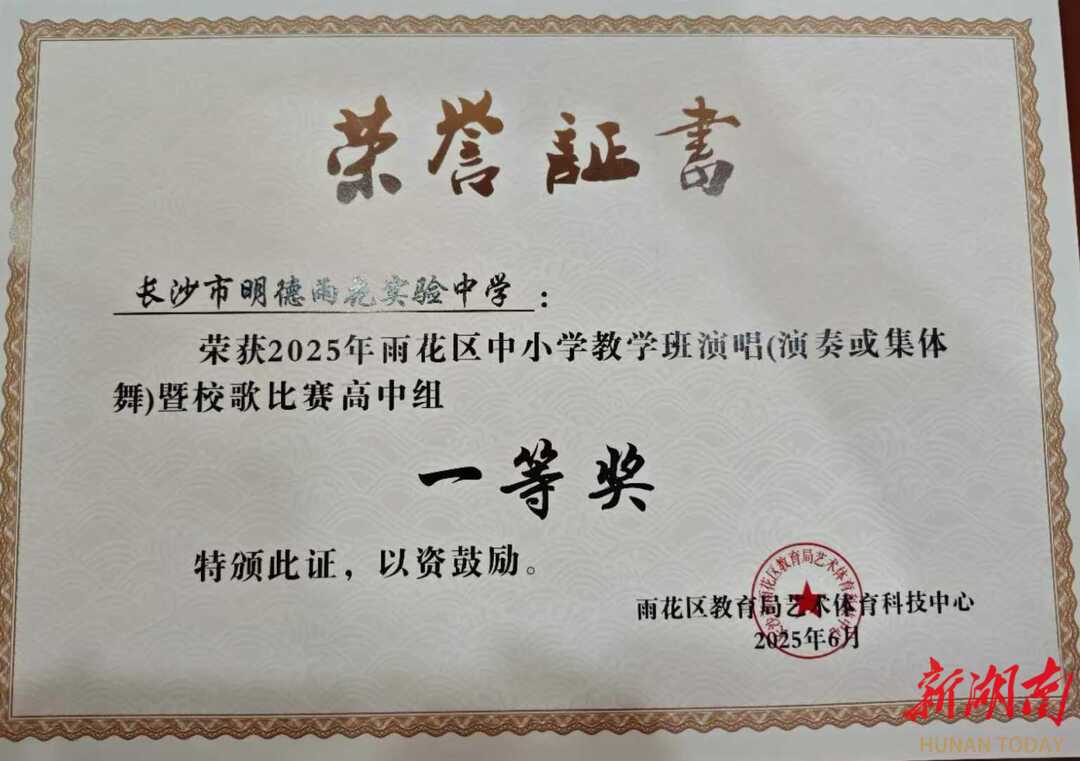 荣誉証書
长沙市明德雨花实验中学：
荣获2025年雨花区中小学教学班演唱(演奏或集体
舞)暨校歌比赛高中组
一等奖
特颁此证，以资鼓励。
雨花区教育局艺术体育科技中心
2025年6月
新湖南
HUNAN TODAY